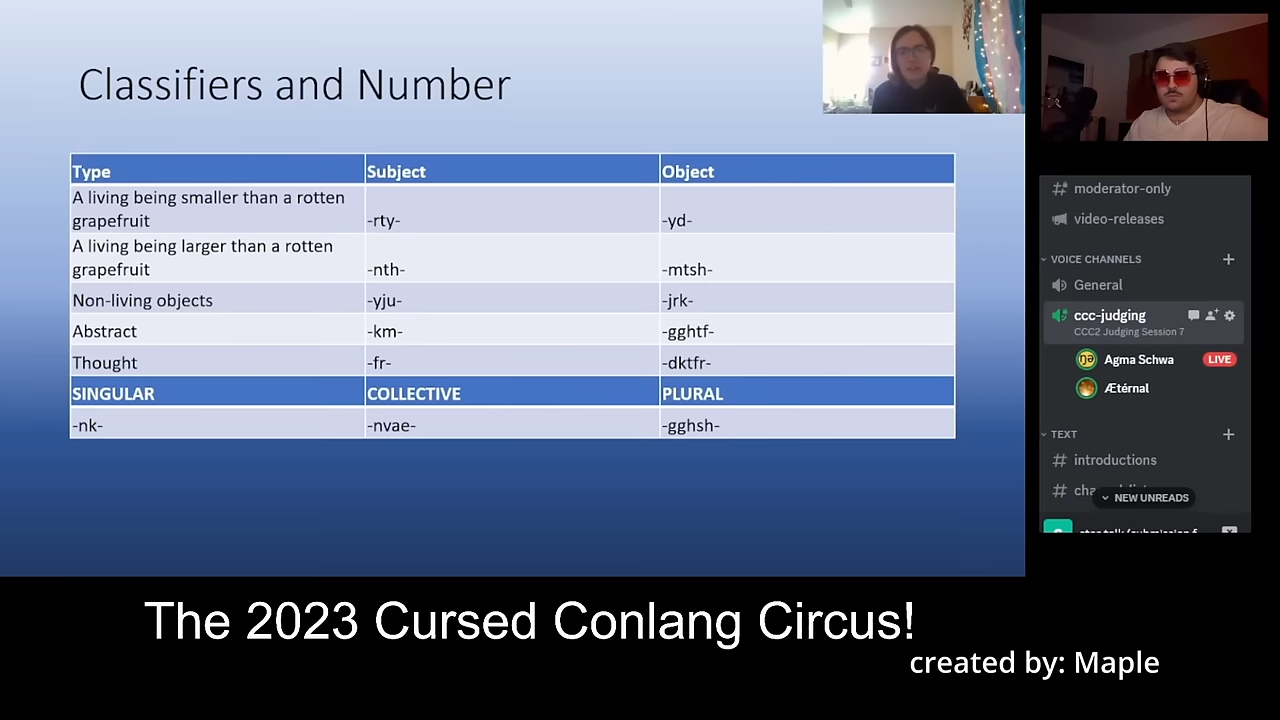 Classifiers and Number
Type Subject Object
A living being smaller than a rotten
grapefruit -rty- -yd-
A living being larger than a rotten
grapefruit -nth- -mtsh-
Non-living objects -yju- -jrk-
Abstract -km- -gghtf-
Thought -fr- -dktfr-
SINGULAR COLLECTIVE PLURAL
-nk- -nvae- -gghsh-
moderator-only
video-releases
VOICE CHANNELS
General
ccc-judging
CCC2 Judging Session 7
Agma Schwa LIVE
Ætérnal
TEXT
introductions
NEW UNREADS
The 2023 Cursed Conlang Circus!
created by: Maple